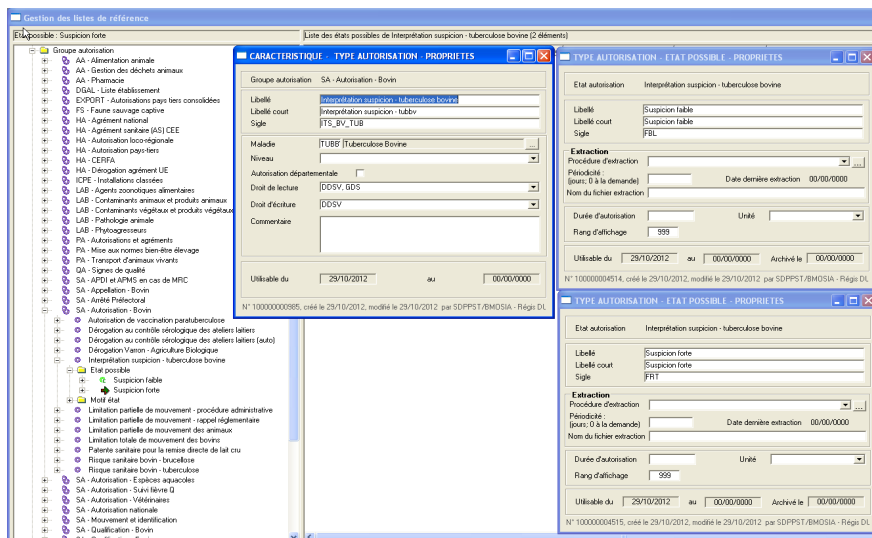 Gestion des listes de référence
Etat possible : Suspicion forte
Liste des états possibles de Interprétation suspicion - tuberculose bovine (2 éléments)
Groupe autorisation
AA - Alimentation animale
AA - Gestion des déchets animaux
AA - Pharmacie
DGAL - Liste établissement
EXPORT - Autorisations pays tiers consolidées
FS - Faune sauvage captive
HA - Agrément national
HA - Agrément sanitaire (AS) CEE
HA - Autorisation loco-régionale
HA - Autorisation pays-tiers
HA - CERFA
HA - Dérogation agrément UE
ICPE - Installations classées
LAB - Agents zoonotiques alimentaires
LAB - Contaminants animaux et produits animaux
LAB - Contaminants végétaux et produits végétaux
LAB - Pathologie animale
LAB - Phytoagresseurs
PA - Autorisations et agréments
PA - Mise aux normes bien-être élevage
PA - Transport d'animaux vivants
QA - Signes de qualité
SA - APDI et APMS en cas de MRC
SA - Appellation - Bovin
SA - Arrêté Préfectoral
SA - Autorisation - Bovin
Autorisation de vaccination paratuberculose
Dérogation au contrôle sérologique des ateliers laitiers
Dérogation au contrôle sérologique des ateliers laitiers (auto)
Dérogation Varron - Agriculture Biologique
Interprétation suspicion - tuberculose bovine
Etat possible
Suspicion faible
Suspicion forte
Motif état
Limitation partielle de mouvement - procédure administrative
Limitation partielle de mouvement - rappel réglementaire
Limitation partielle de mouvement des animaux
Limitation totale de mouvement des bovins
Patente sanitaire pour la remise directe de lait cru
Risque sanitaire bovin - brucellose
Risque sanitaire bovin - tuberculose
SA - Autorisation - Espèces aquacoles
SA - Autorisation - Suivi fièvre Q
SA - Autorisation - Vétérinaires
SA - Autorisation nationale
SA - Mouvement et identification
SA - Qualification - Bovin
CARACTERISTIQUE - TYPE AUTORISATION - PROPRIETES
Groupe autorisation SA - Autorisation - Bovin
Libellé Interprétation suspicion - tuberculose bovine
Libellé court Interprétation suspicion - tubbv
Sigle ITS_BV_TUB
Maladie TUBB Tuberculose Bovine ...
Niveau
Autorisation départementale
Droit de lecture DDSV, GDS
Droit d'écriture DDSV
Commentaire
Utilisable du 29/10/2012 au 00/00/0000
N° 100000000985, créé le 29/10/2012, modifié le 29/10/2012 par SDPPST/BMOSIA - Régis DL
TYPE AUTORISATION - ETAT POSSIBLE - PROPRIETES
Etat autorisation Interprétation suspicion - tuberculose bovine
Libellé Suspicion faible
Libellé court Suspicion faible
Sigle FBL
Extraction
Procédure d'extraction ...
Périodicité :
(jours; 0 à la demande) Date dernière extraction 00/00/0000
Nom du fichier extraction
Durée d'autorisation Unité
Rang d'affichage 999
Utilisable du 29/10/2012 au 00/00/0000 Archivé le 00/00/0000
N° 100000004514, créé le 29/10/2012, modifié le 29/10/2012 par SDPPST/BMOSIA - Régis DL
TYPE AUTORISATION - ETAT POSSIBLE - PROPRIETES
Etat autorisation Interprétation suspicion - tuberculose bovine
Libellé Suspicion forte
Libellé court Suspicion forte
Sigle FRT
Extraction
Procédure d'extraction ...
Périodicité :
(jours; 0 à la demande) Date dernière extraction 00/00/0000
Nom du fichier extraction
Durée d'autorisation Unité
Rang d'affichage 999
Utilisable du 29/10/2012 au 00/00/0000 Archivé le 00/00/0000
N° 100000004515, créé le 29/10/2012, modifié le 29/10/2012 par SDPPST/BMOSIA - Régis DL